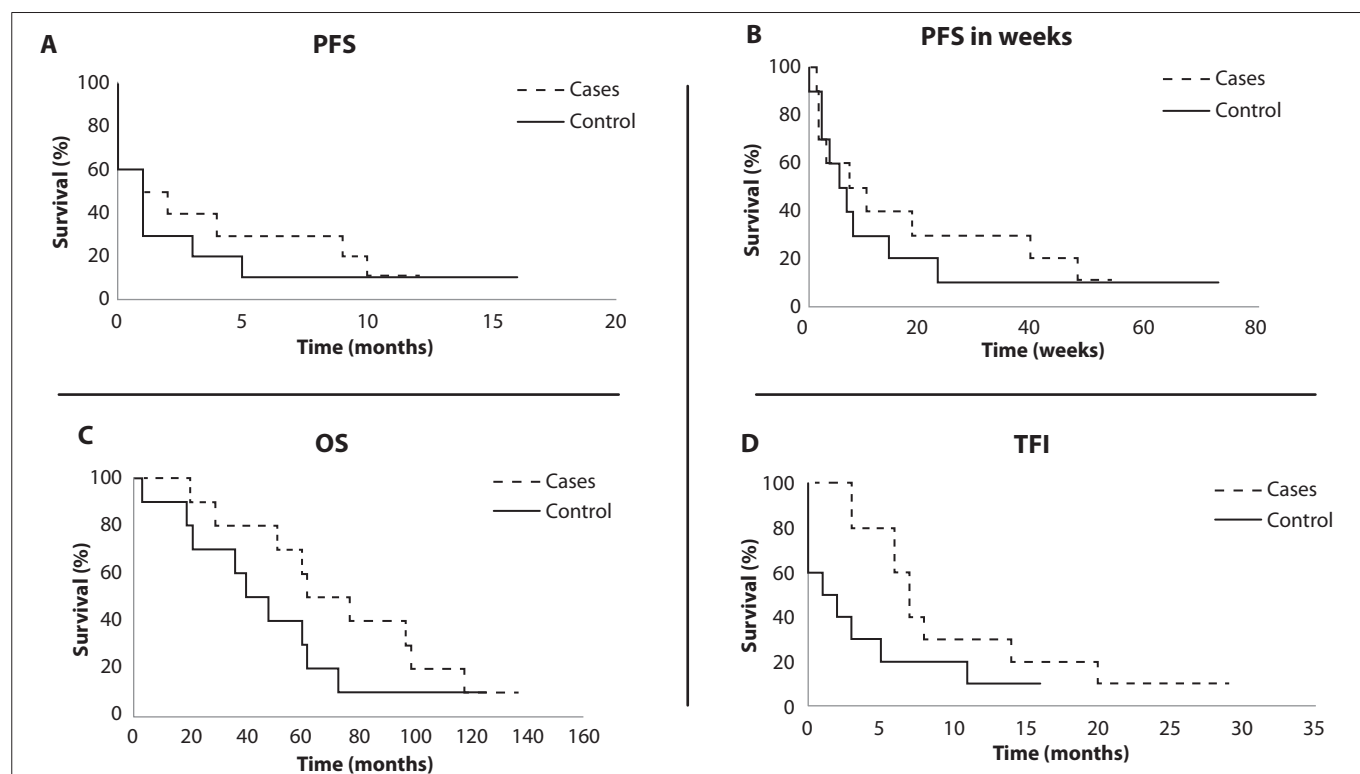 A
PFS
100
80
60
40
20
0
Survival (%)
0 5 10 15 20
Time (months)
Cases
Control
B
PFS in weeks
100
80
60
40
20
0
Survival (%)
0 20 40 60 80
Time (weeks)
Cases
Control
C
OS
100
80
60
40
20
0
Survival (%)
0 20 40 60 80 100 120 140 160
Time (months)
Cases
Control
D
TFI
100
80
60
40
20
0
Survival (%)
0 5 10 20 30 35
Time (months)
Cases
Control